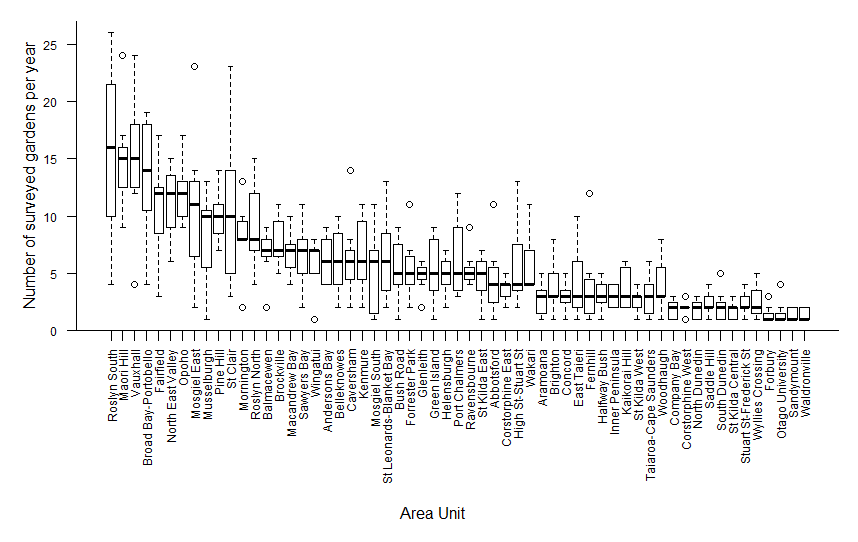 Number of surveyed gardens per year
25
20
15
10
5
0
Roslyn South
Maori Hill
Vauxhall
Broad Bay-Portobello
Fairfield
North East Valley
Opoho
Mosgiel East
Musselburgh
Pine Hill
St Clair
Mornington
Roslyn North
Balmacewen
Brockville
Macandrew Bay
Sawyers Bay
Wingatui
Andersons Bay
Belleknowes
Caversham
Kenmure
Mosgiel South
St Leonards-Blanket Bay
Bush Road
Forrester Park
Glenleith
Green Island
Helensburgh
Port Chalmers
Ravensbourne
St Kilda East
Abbotsford
Corstorphine East
High St-Stuart St
Wakari
Aramoana
Brighton
Concord
East Taieri
Fernhill
Halfway Bush
Inner Peninsula
Kaikorai Hill
St Kilda West
Taiaroa-Cape Saunders
Woodhaugh
Company Bay
Corstorphine West
North Dunedin
Saddle Hill
South Dunedin
St Kilda Central
Stuart St-Frederick St
Wyllies Crossing
Forbury
Otago University
Sandymount
Waldronville
Area Unit